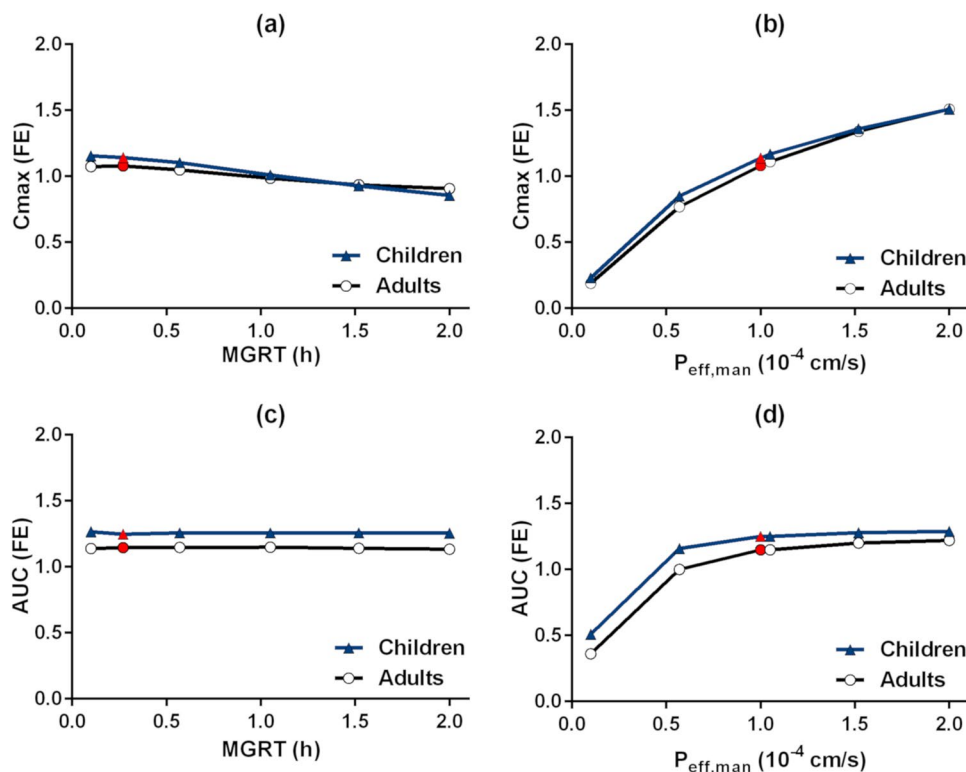 (a)
Cmax (FE)
2.0
1.5
1.0
0.5
0.0
0.0 0.5 1.0 1.5 2.0
MGRT (h)
Children
Adults
(b)
Cmax (FE)
2.0
1.5
1.0
0.5
0.0
0.0 0.5 1.0 1.5 2.0
Peff,man (10-4 cm/s)
Children
Adults
(c)
AUC (FE)
2.0
1.5
1.0
0.5
0.0
0.0 0.5 1.0 1.5 2.0
MGRT (h)
Children
Adults
(d)
AUC (FE)
2.0
1.5
1.0
0.5
0.0
0.0 0.5 1.0 1.5 2.0
Peff,man (10-4 cm/s)
Children
Adults